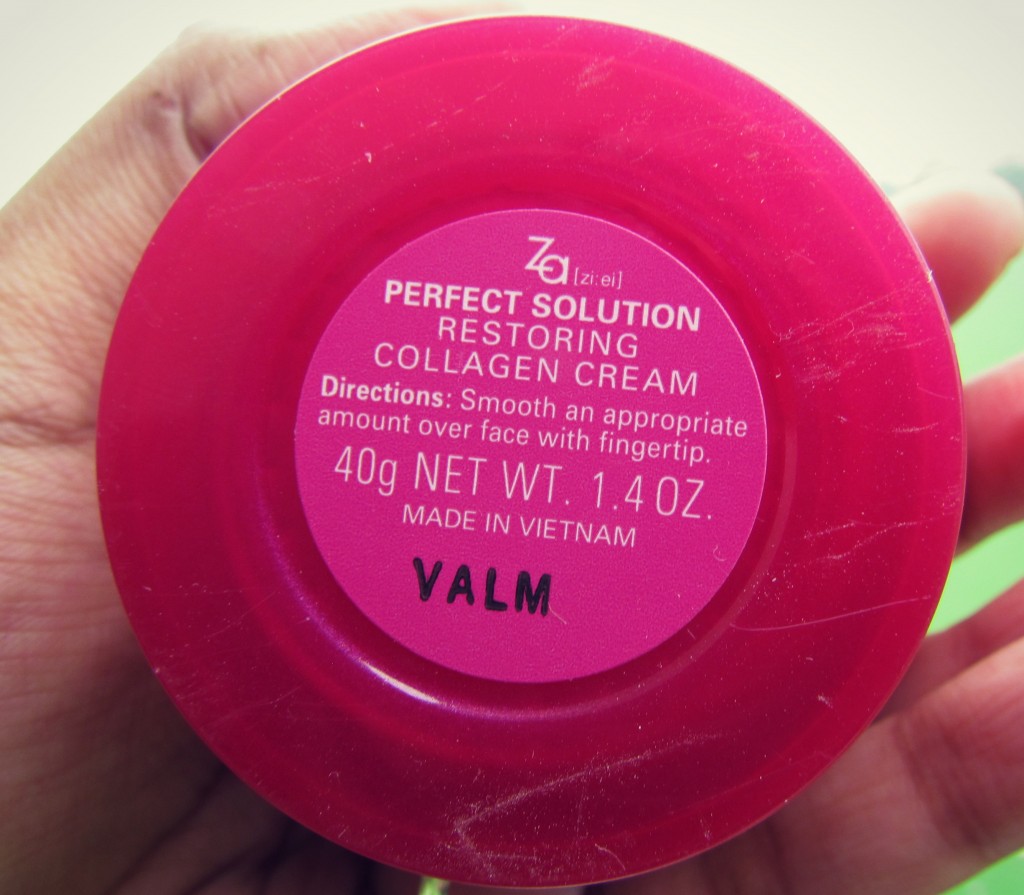 Za [zi:ei]
PERFECT SOLUTION
RESTORING
COLLAGEN CREAM
Directions: Smooth an appropriate
amount over face with fingertip.
40g NET WT. 1.4 OZ.
MADE IN VIETNAM
VALM